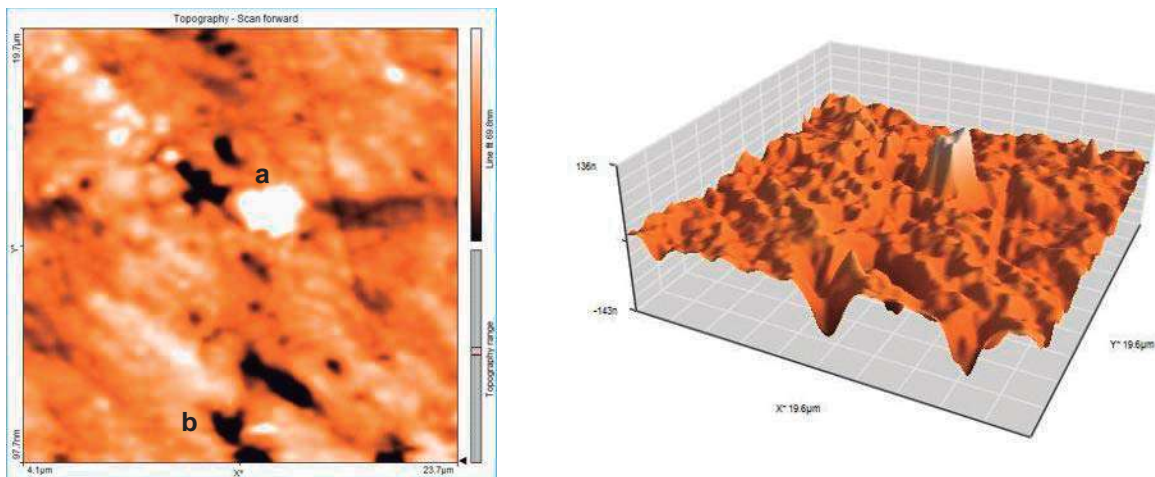 Topography - Scan forward
19.7µm
Y*
97.7nm
4.1µm
X*
23.7µm
a
b
Line fit 69.8nm
Topography range
136n
-143n
X* 19.6µm
Y* 19.6µm